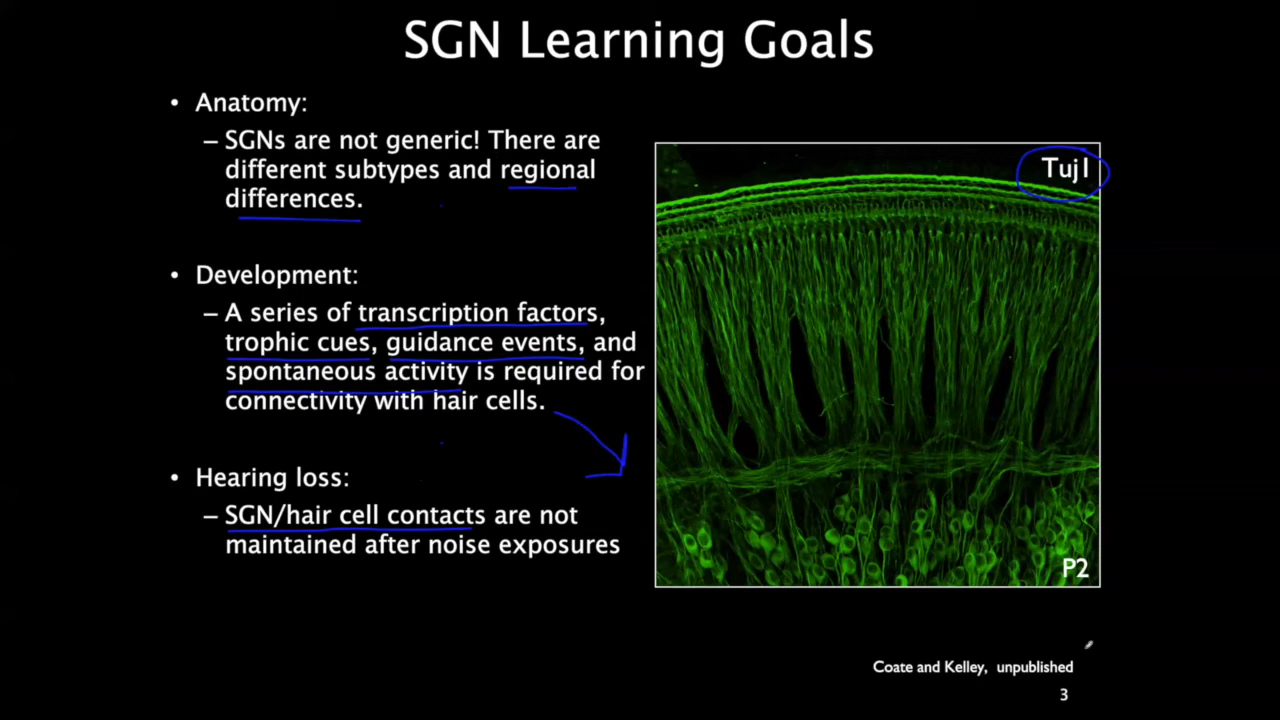 SGN Learning Goals
• Anatomy:
– SGNs are not generic! There are
different subtypes and regional
differences.
• Development:
– A series of transcription factors,
trophic cues, guidance events, and
spontaneous activity is required for
connectivity with hair cells.
• Hearing loss:
– SGN/hair cell contacts are not
maintained after noise exposures
Tuj1
P2
Coate and Kelley, unpublished
3